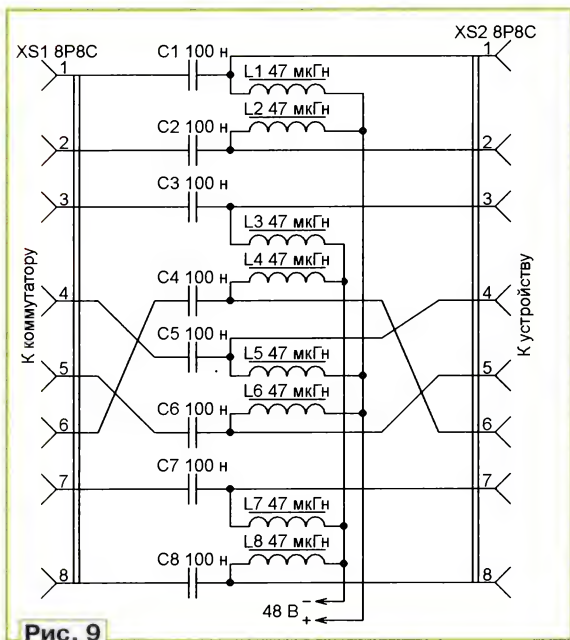 XS1 8P8C
XS2 8P8C
C1 100 н
1
1
L1 47 мкГн
L2 47 мкГн
C2 100 н
2
2
C3 100 н
3
3
L3 47 мкГн
L4 47 мкГн
C4 100 н
4
4
C5 100 н
L5 47 мкГн
L6 47 мкГн
5
5
C6 100 н
6
6
C7 100 н
7
7
L7 47 мкГн
L8 47 мкГн
C8 100 н
8
8
К коммутатору
К устройству
48 В
−
+
Рис. 9